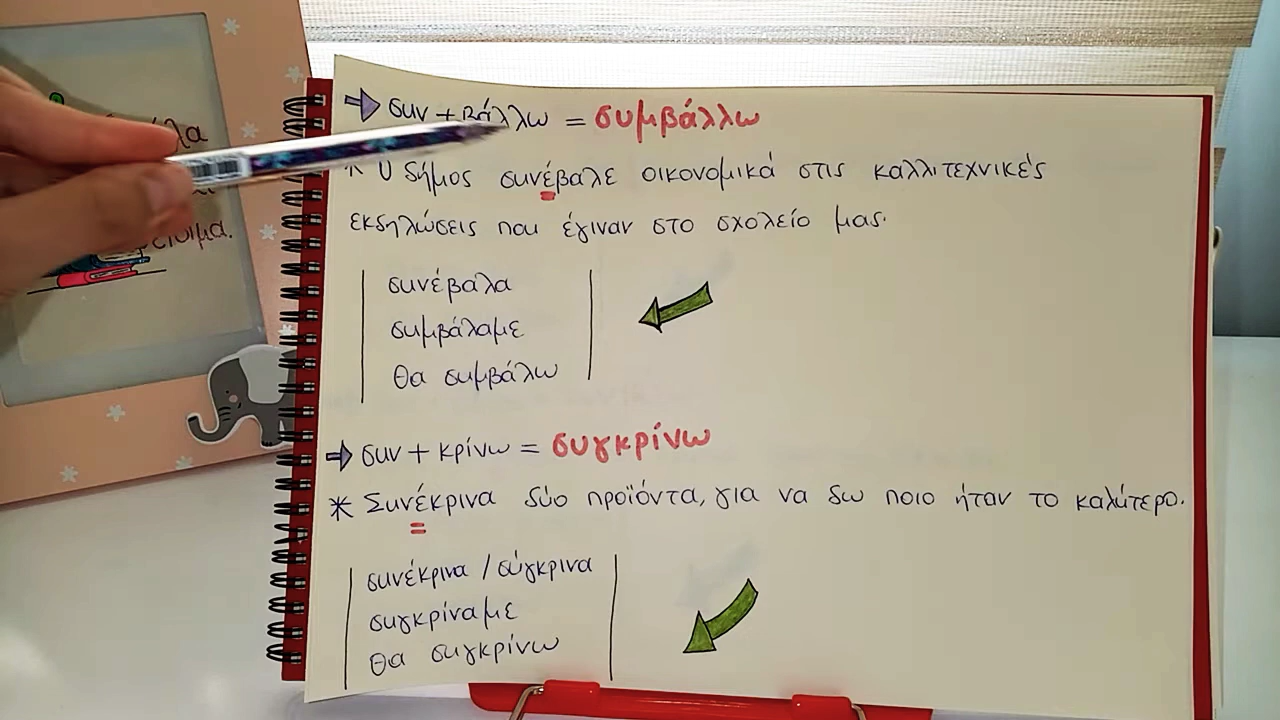 συν + βάλλω = συμβάλλω
* Ο δήμος συνέβαλε οικονομικά στις καλλιτεχνικές
εκδηλώσεις που έγιναν στο σχολείο μας.
συνέβαλα
συμβάλαμε
Θα συμβάλω
συν + κρίνω = συγκρίνω
* Συνέκρινα δύο προϊόντα, για να δω ποιο ήταν το καλύτερο.
συνέκρινα / σύγκρινα
συγκρίναμε
Θα συγκρίνω